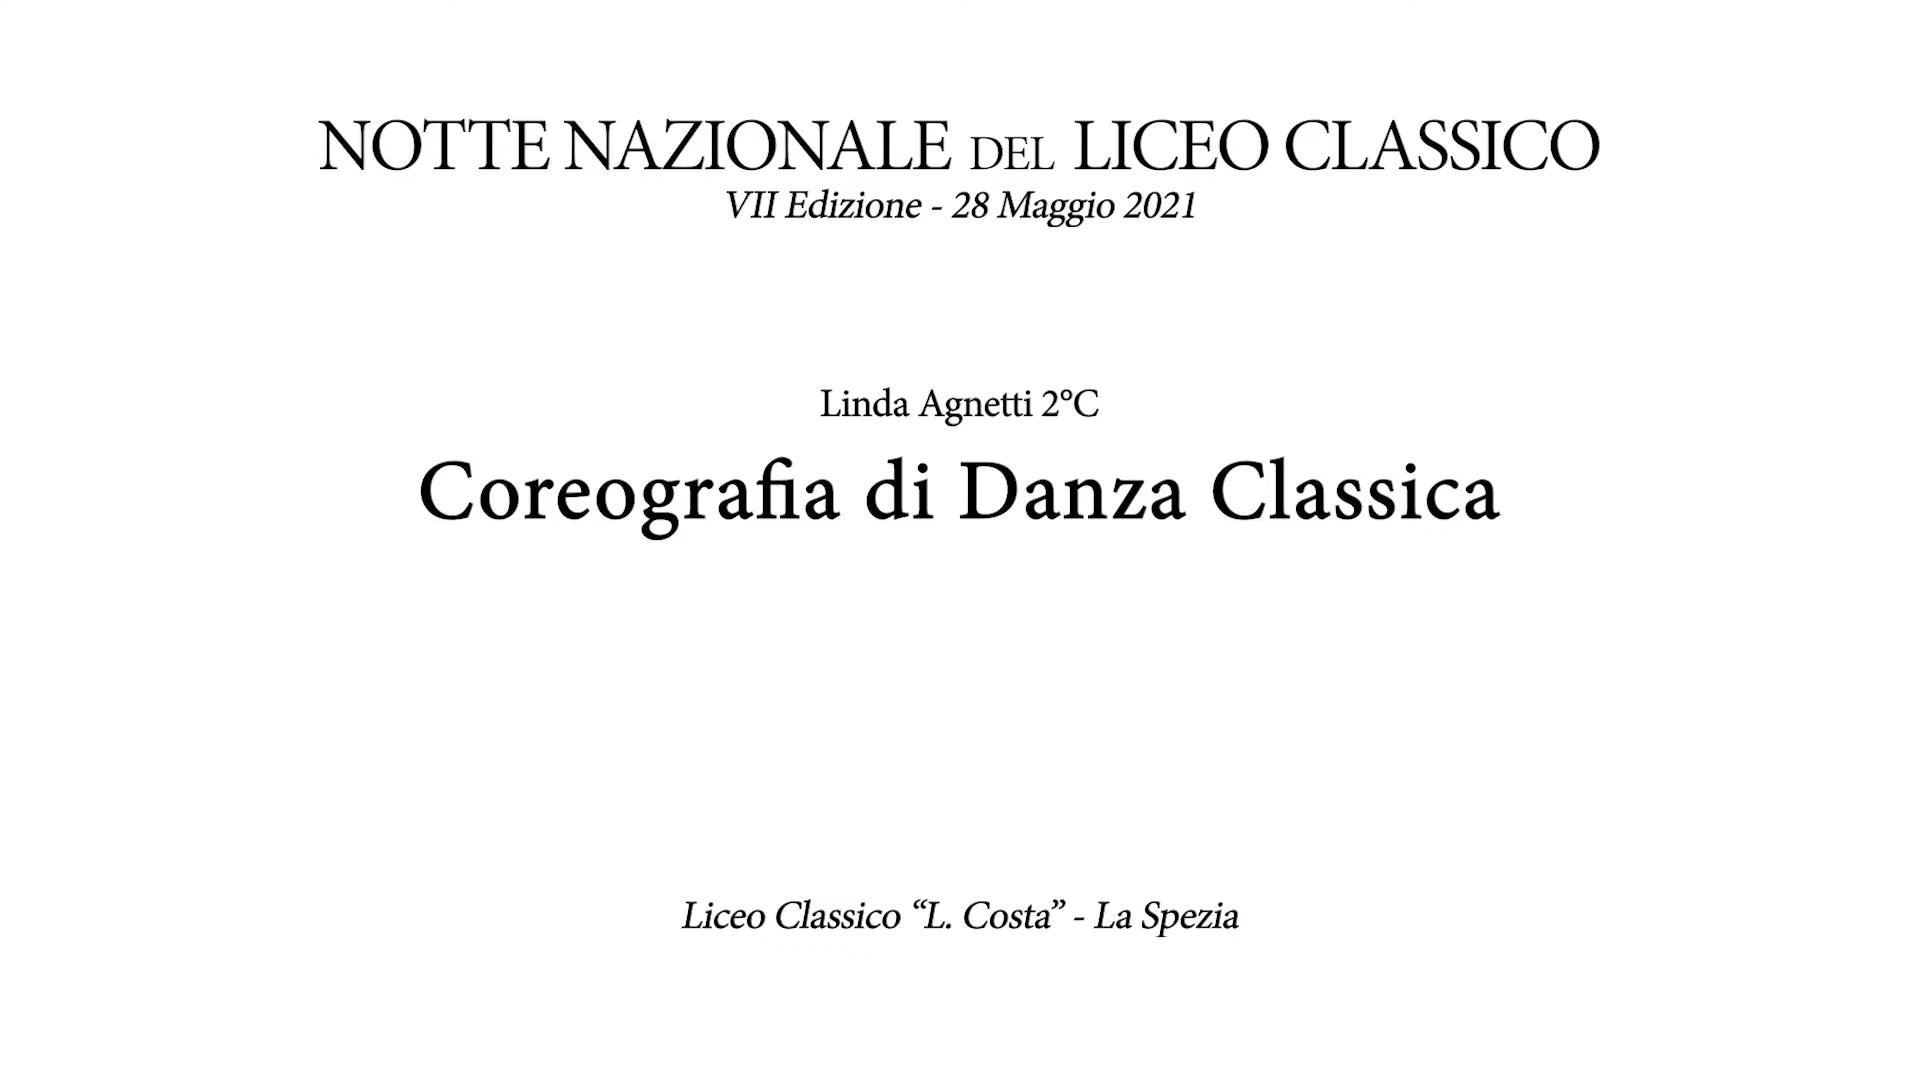 NOTTE NAZIONALE DEL LICEO CLASSICO
VII Edizione - 28 Maggio 2021
Linda Agnetti 2°C
Coreografia di Danza Classica
Liceo Classico “L. Costa” - La Spezia